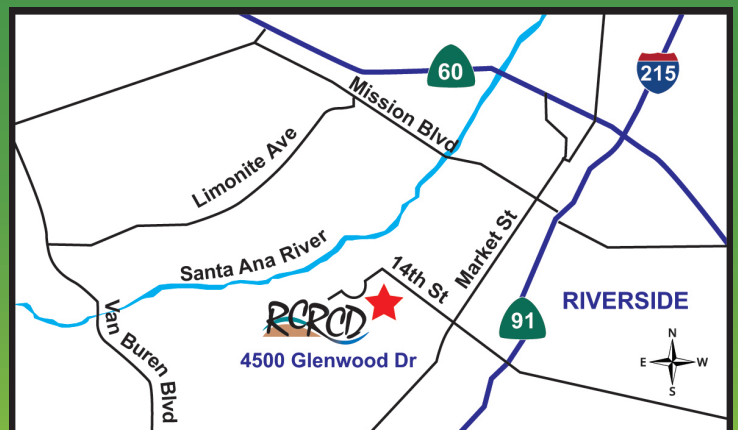 60
215
Mission Blvd
Limonite Ave
Santa Ana River
Market St
14th St
RCRCD
4500 Glenwood Dr
91
RIVERSIDE
Van Buren Blvd
N
E W
S